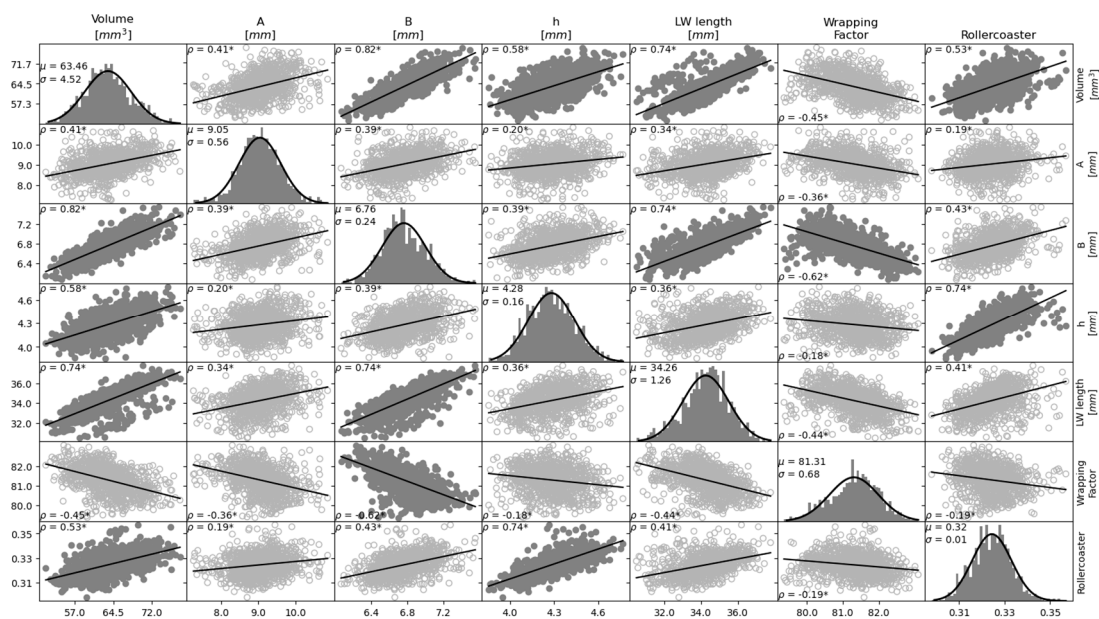 Volume A B h LW length Wrapping Rollercoaster
[mm³] [mm] [mm] [mm] [mm] Factor
ρ = 0.41* ρ = 0.82* ρ = 0.58* ρ = 0.74* ρ = 0.53*
μ = 63.46
σ = 4.52
71.7
64.5
57.3
ρ = -0.45*
Volume
[mm³]
ρ = 0.41* μ = 9.05 ρ = 0.39* ρ = 0.20* ρ = 0.34* ρ = 0.19*
σ = 0.56
10.0
9.0
8.0
ρ = -0.36*
A
[mm]
ρ = 0.82* ρ = 0.39* μ = 6.76 ρ = 0.39* ρ = 0.74* ρ = 0.43*
σ = 0.24
7.2
6.8
6.4
ρ = -0.62*
B
[mm]
ρ = 0.58* ρ = 0.20* ρ = 0.39* μ = 4.28 ρ = 0.36* ρ = 0.74*
σ = 0.16
4.6
4.3
4.0
ρ = -0.18*
h
[mm]
ρ = 0.74* ρ = 0.34* ρ = 0.74* ρ = 0.36* μ = 34.26 ρ = 0.41*
σ = 1.26
36.0
34.0
32.0
ρ = -0.44*
LW length
[mm]
μ = 81.31
σ = 0.68
82.0
81.0
80.0
ρ = -0.45* ρ = -0.36* ρ = -0.62* ρ = -0.18* ρ = -0.44* ρ = -0.19*
Wrapping
Factor
ρ = 0.53* ρ = 0.19* ρ = 0.43* ρ = 0.74* ρ = 0.41* μ = 0.32
σ = 0.01
0.35
0.33
0.31
ρ = -0.19*
Rollercoaster
57.0 64.5 72.0 8.0 9.0 10.0 6.4 6.8 7.2 4.0 4.3 4.6 32.0 34.0 36.0 80.0 81.0 82.0 0.31 0.33 0.35